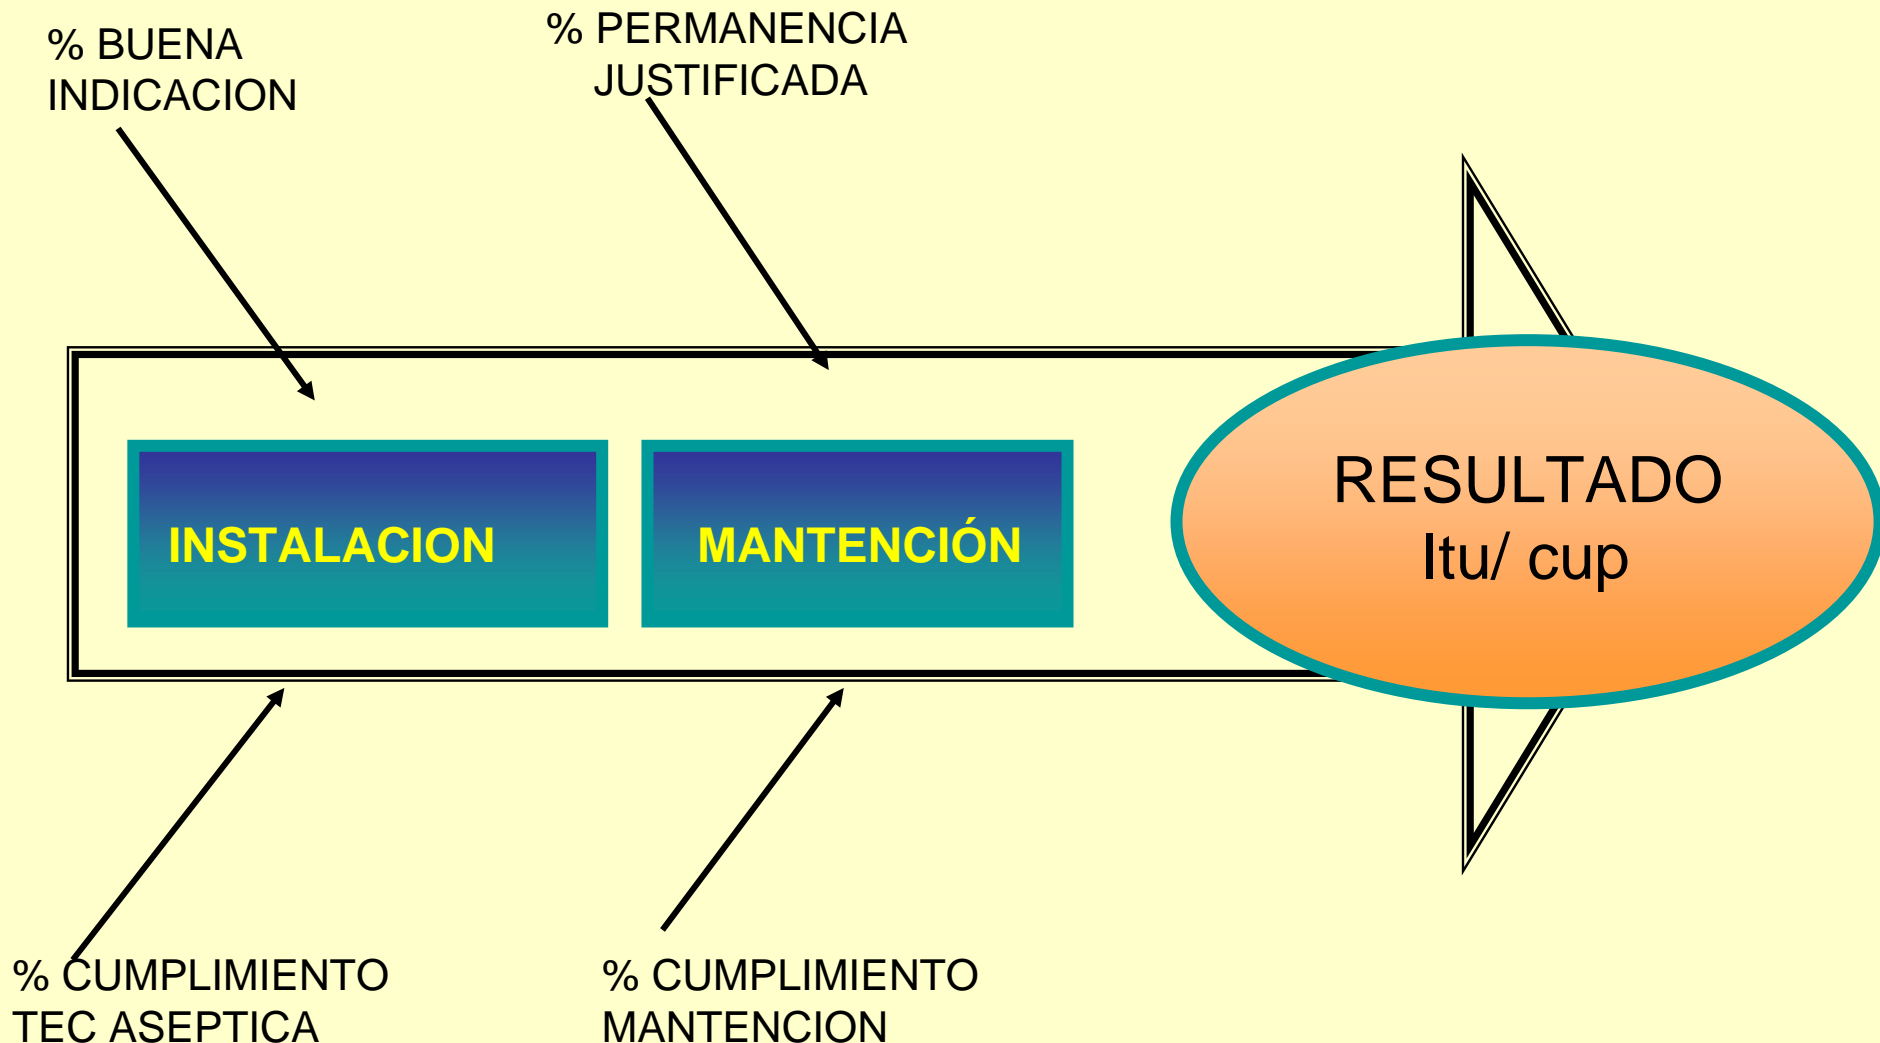 % BUENA
INDICACION
% PERMANENCIA
JUSTIFICADA
INSTALACION
MANTENCIÓN
RESULTADO
Itu/ cup
% CUMPLIMIENTO
TEC ASEPTICA
% CUMPLIMIENTO
MANTENCION